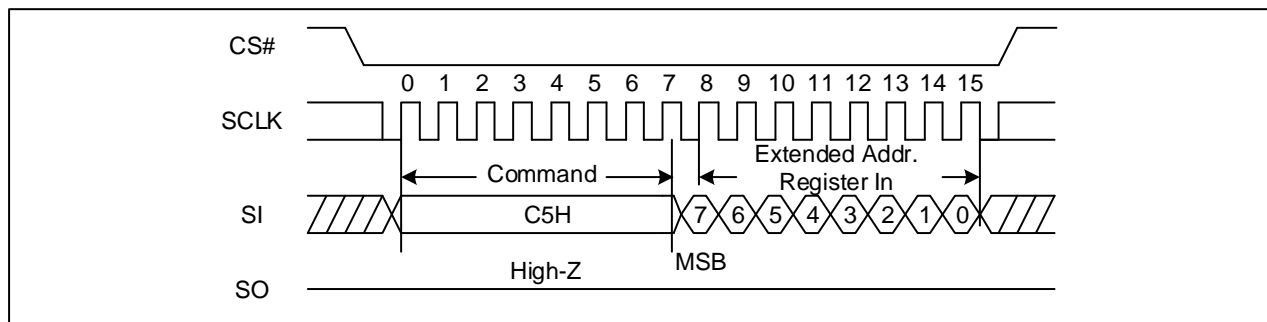 CS#
0 1 2 3 4 5 6 7 8 9 10 11 12 13 14 15
SCLK
Command
Extended Addr.
Register In
SI
C5H
7 6 5 4 3 2 1 0
MSB
High-Z
SO